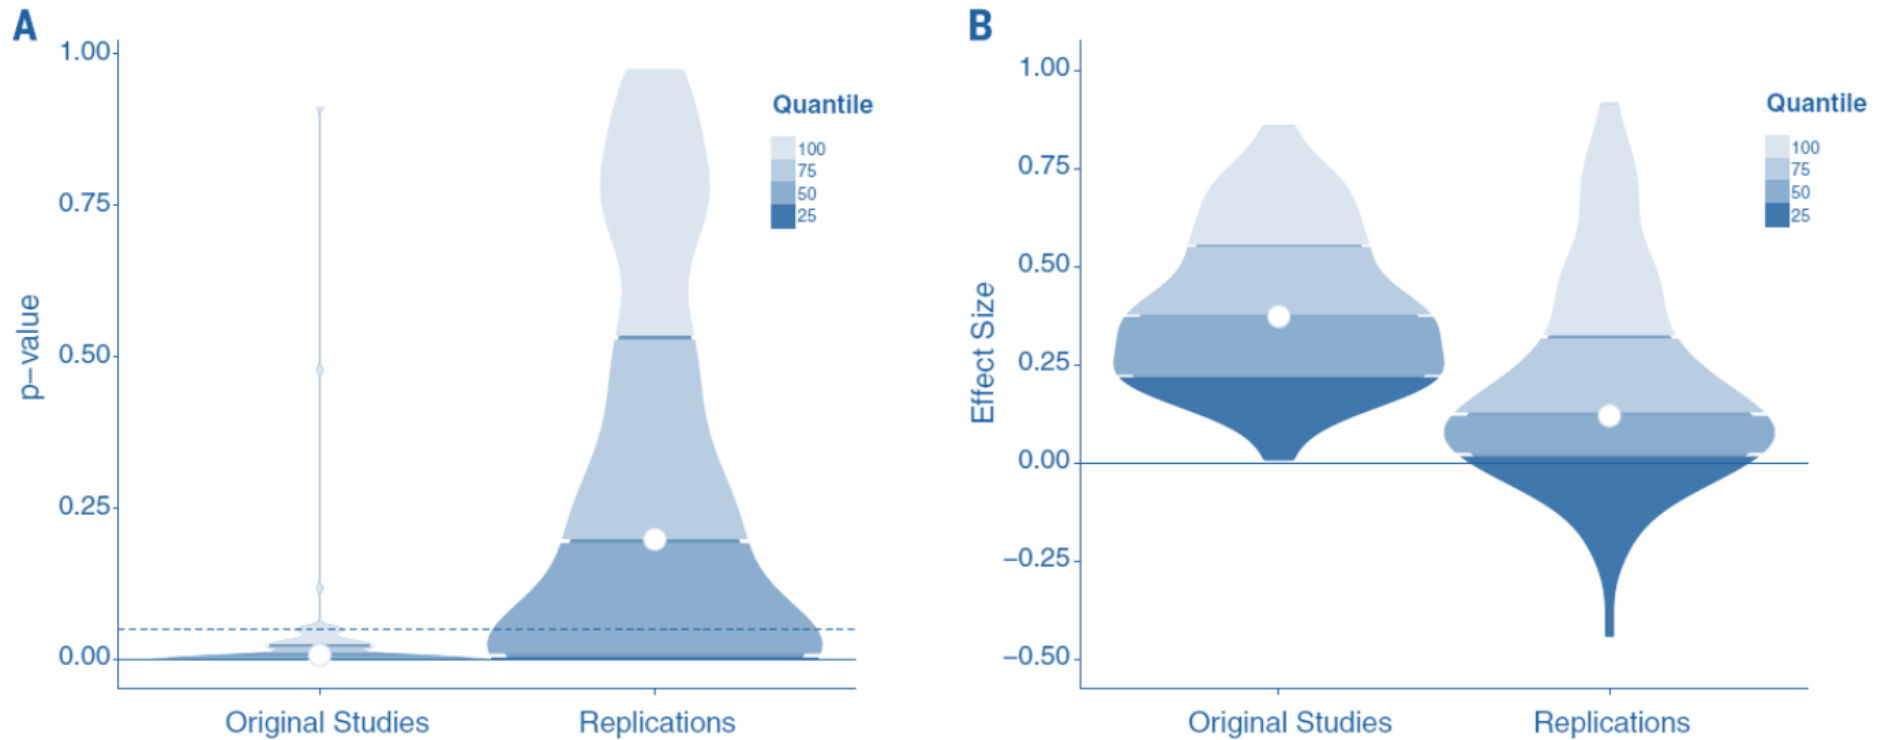 A
p-value
1.00
0.75
0.50
0.25
0.00
Original Studies
Replications
Quantile
100
75
50
25
B
Effect Size
1.00
0.75
0.50
0.25
0.00
−0.25
−0.50
Original Studies
Replications
Quantile
100
75
50
25